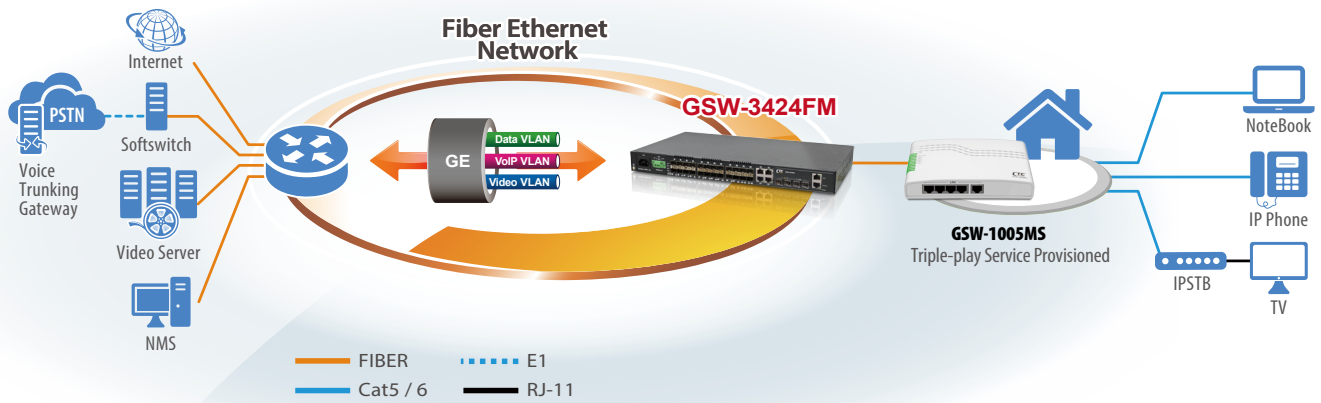 Fiber Ethernet
Network
Internet
PSTN
Softswitch
Voice
Trunking
Gateway
Video Server
NMS
GE
Data VLAN
VoIP VLAN
Video VLAN
GSW-3424FM
CTC
GSW-1005MS
Triple-play Service Provisioned
NoteBook
IP Phone
IPSTB
TV
FIBER
E1
Cat5 / 6
RJ-11